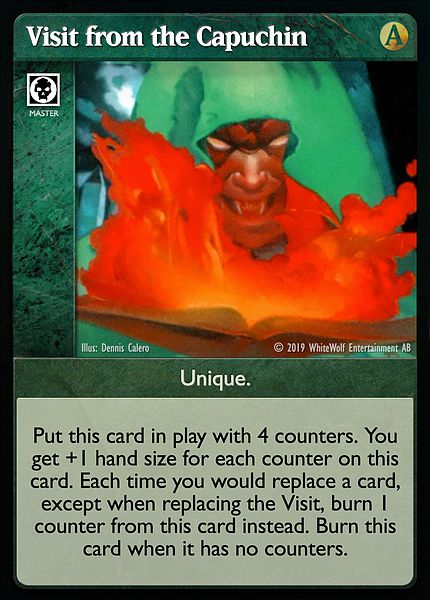 Visit from the Capuchin
A
MASTER
Illus: Dennis Calero
© 2019 WhiteWolf Entertainment AB
Unique.
Put this card in play with 4 counters. You
get +1 hand size for each counter on this
card. Each time you would replace a card,
except when replacing the Visit, burn 1
counter from this card instead. Burn this
card when it has no counters.